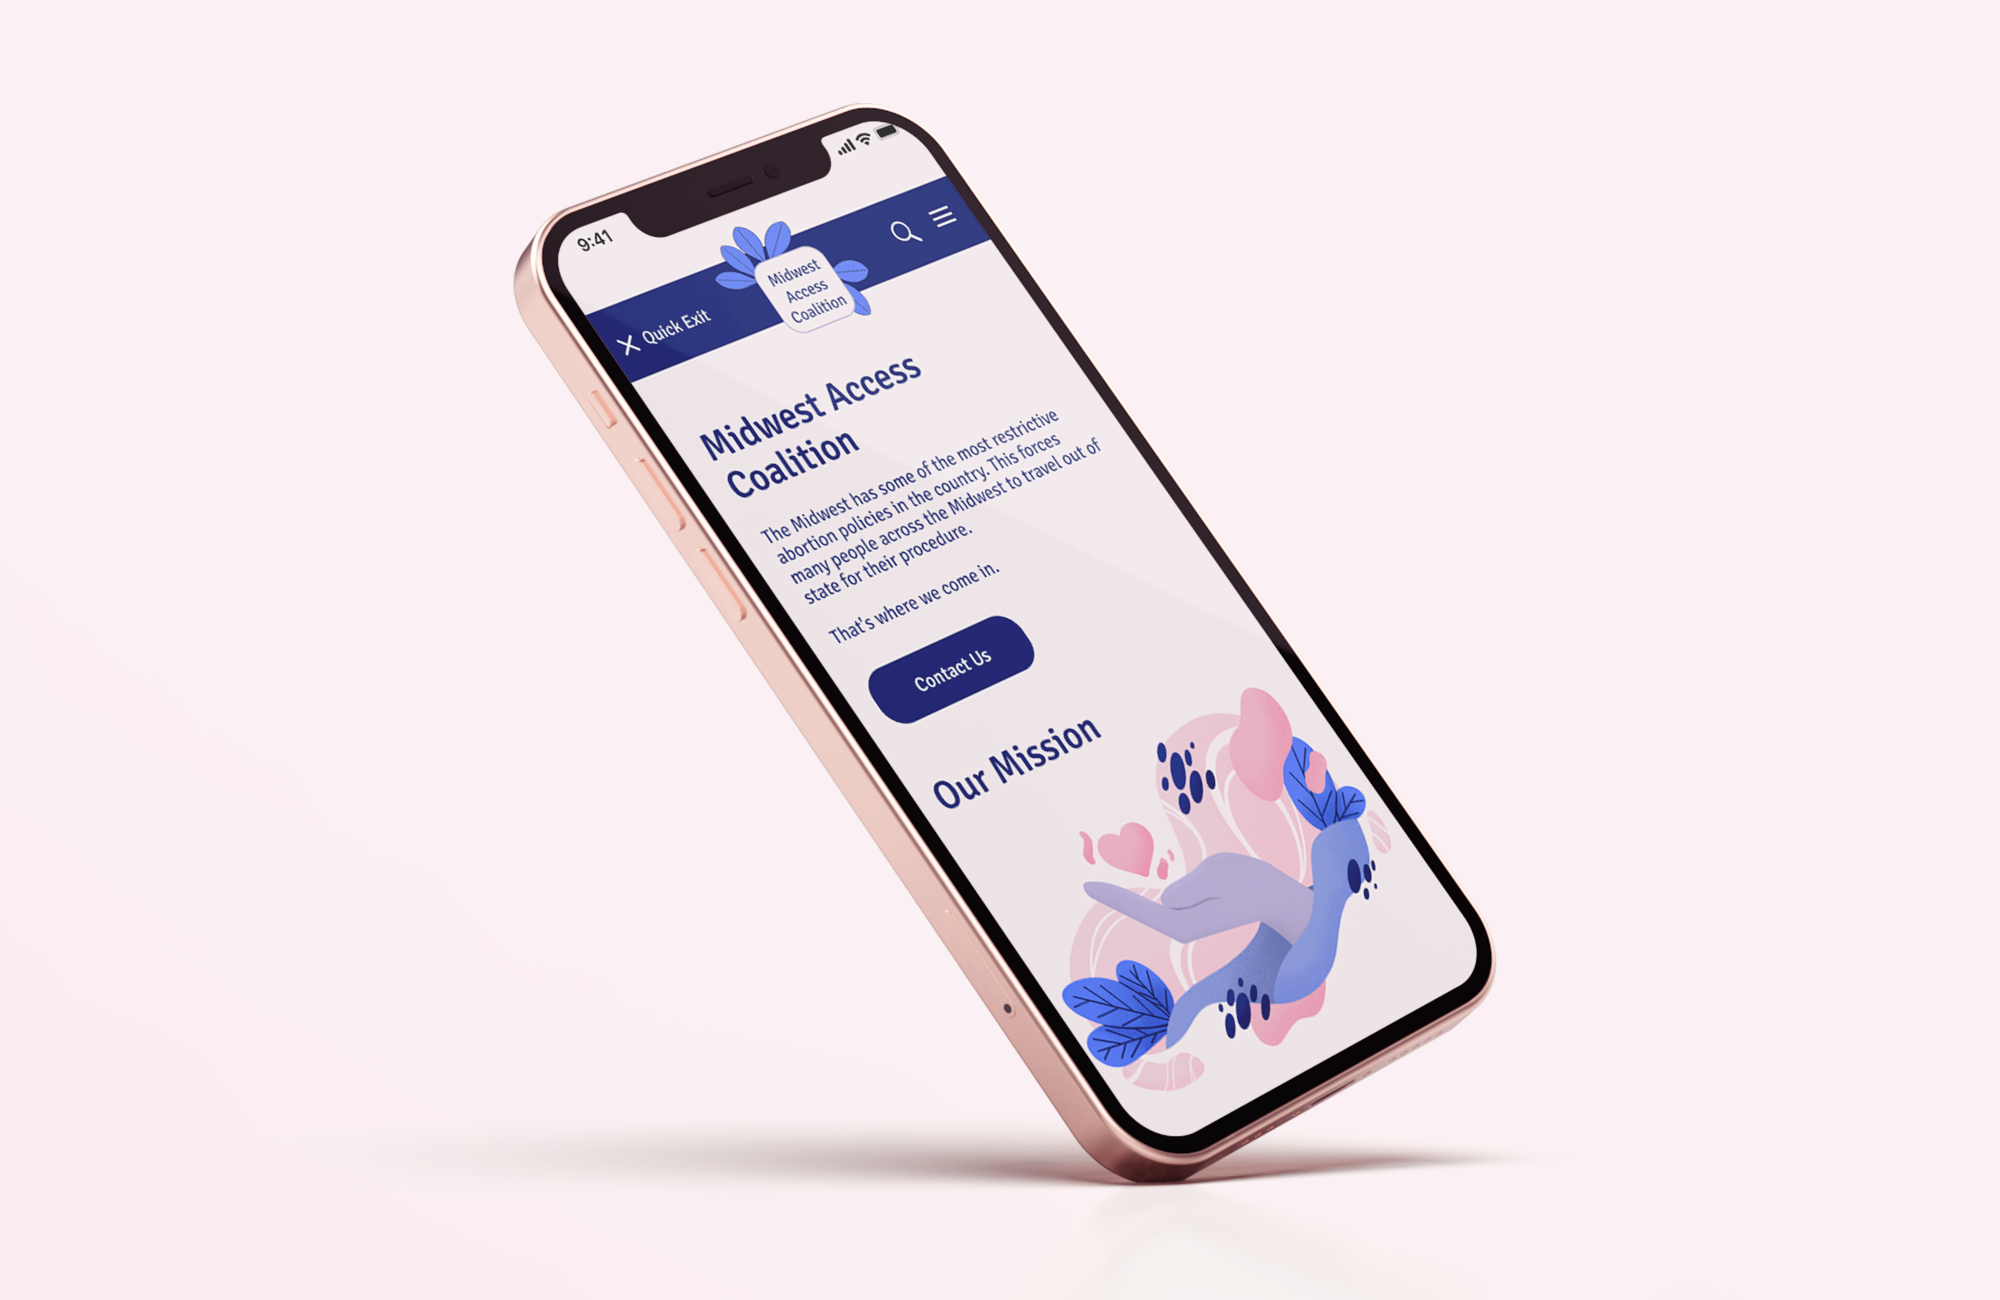 9:41
Quick Exit
Midwest
Access
Coalition
Midwest Access
Coalition
The Midwest has some of the most restrictive
abortion policies in the country. This forces
many people across the Midwest to travel out of
state for their procedure.
That's where we come in.
Contact Us
Our Mission